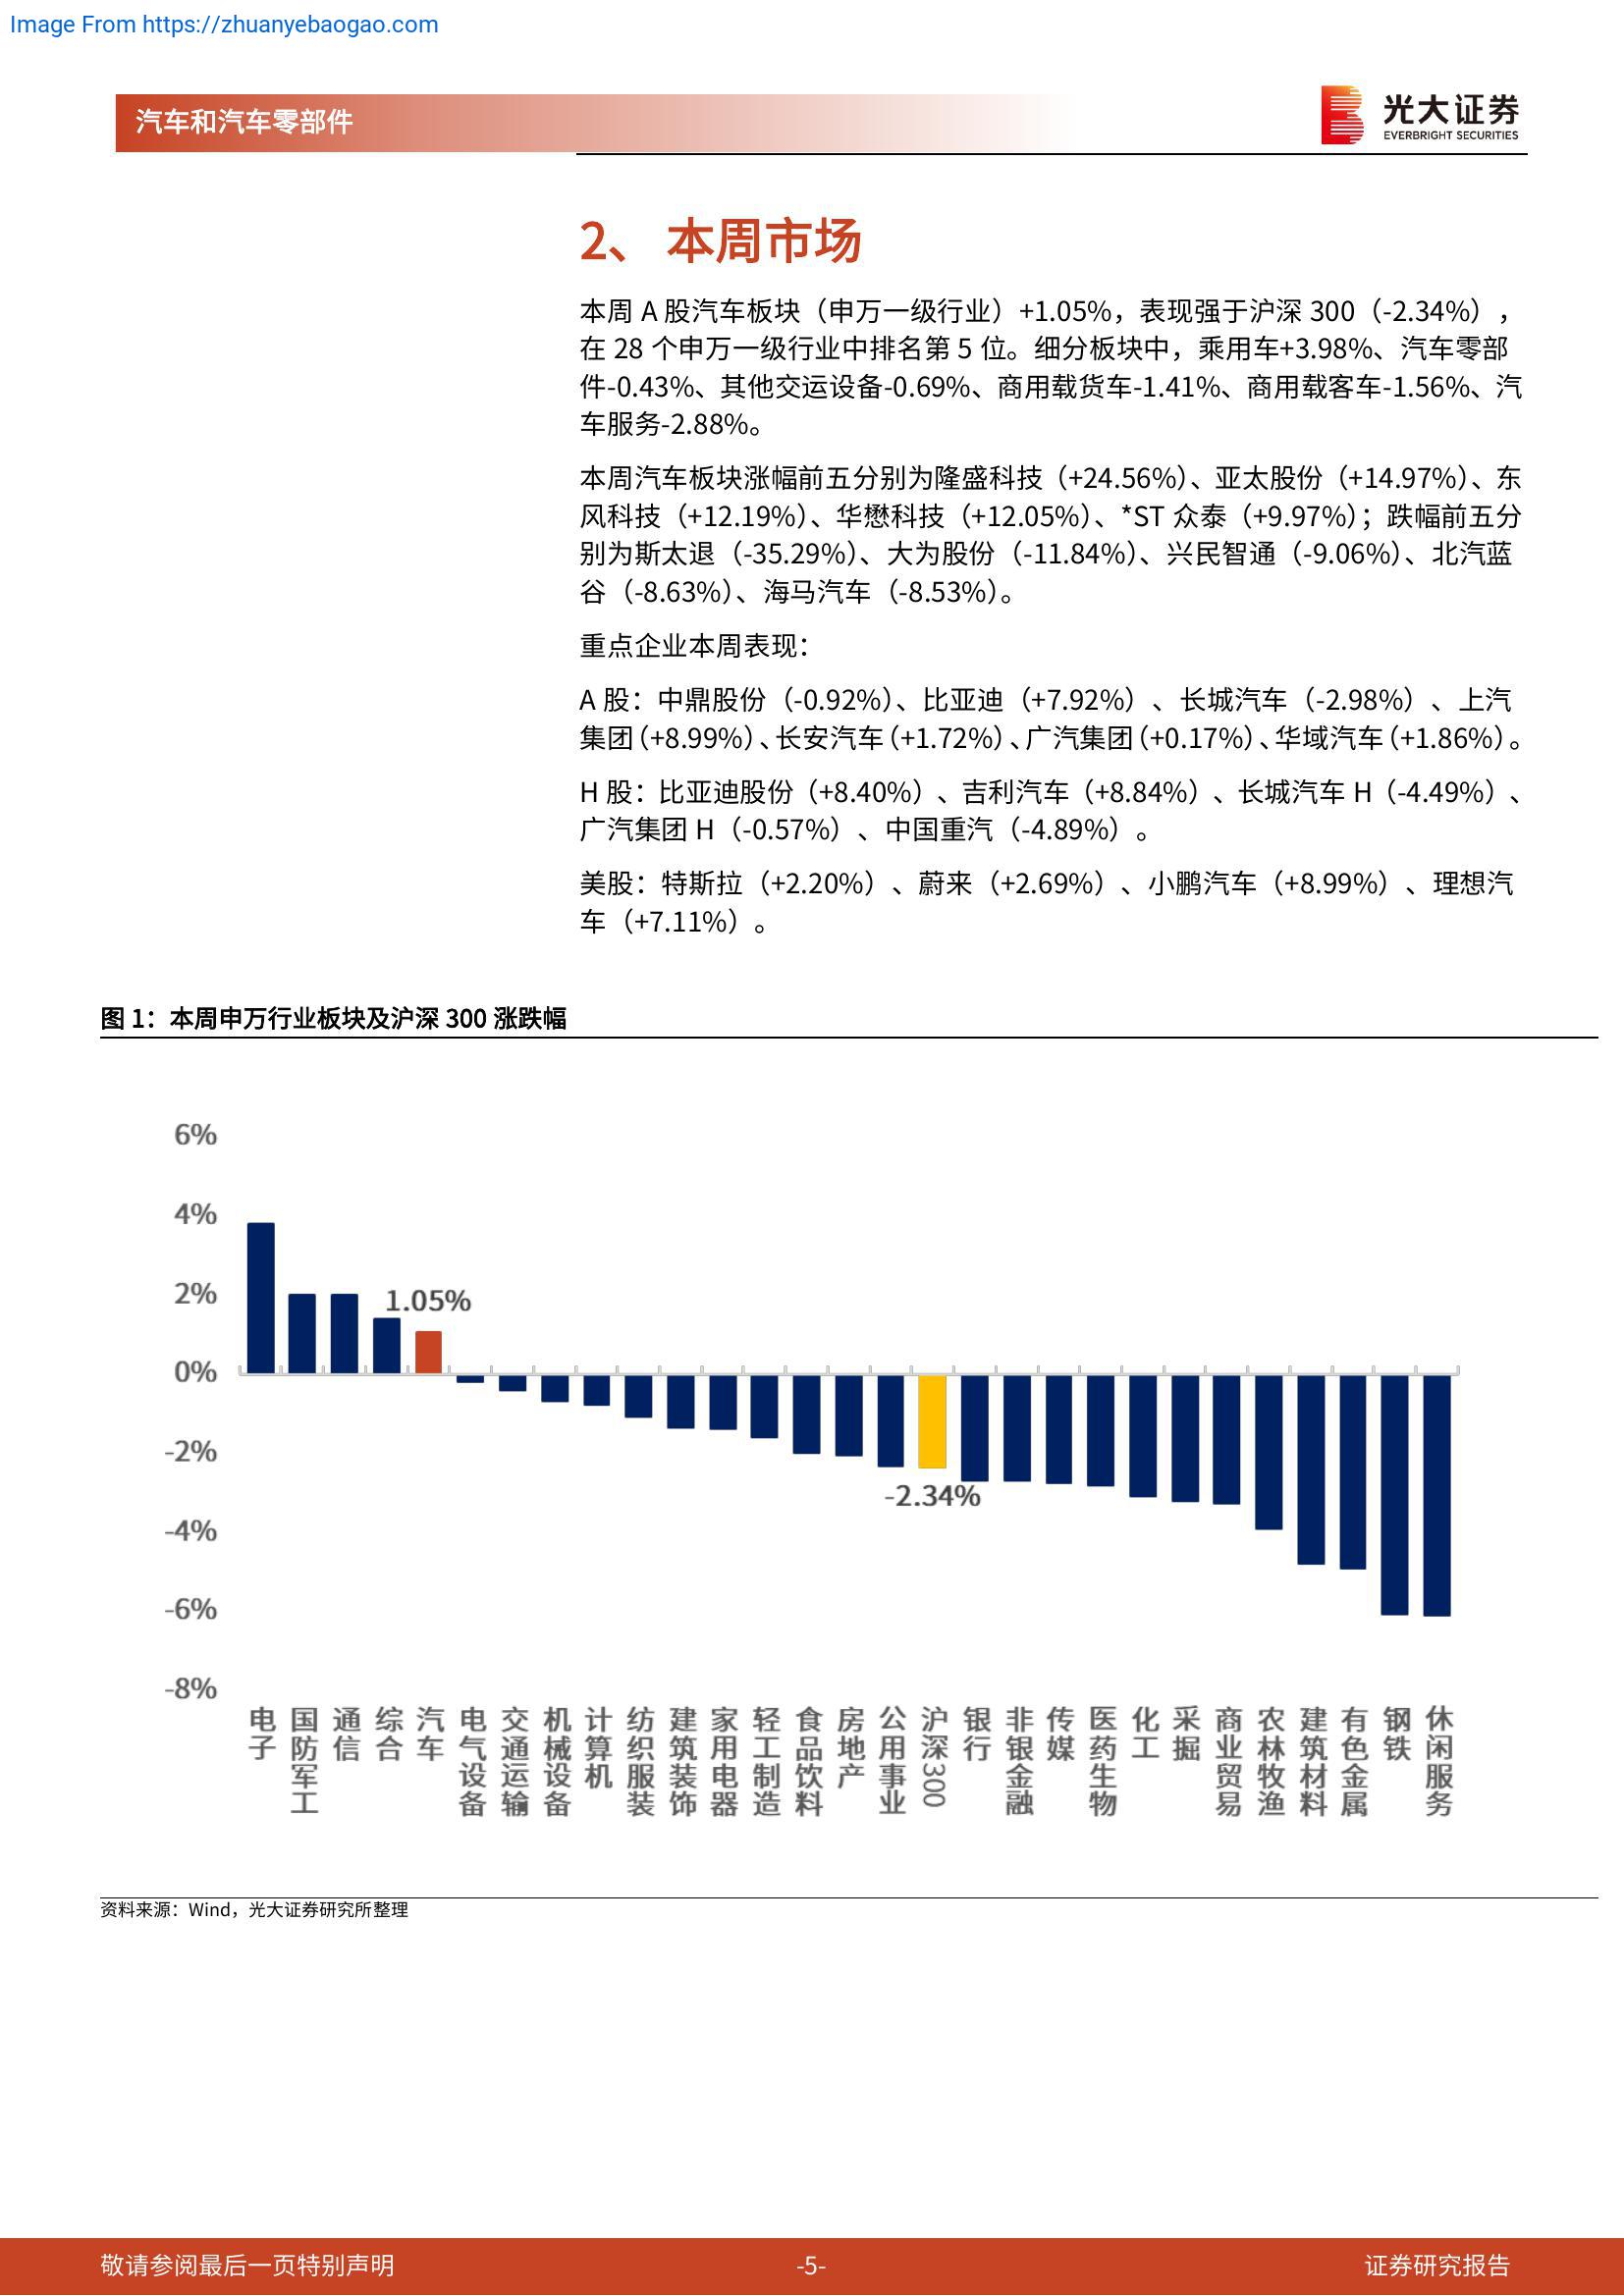 Image From https://zhuanyebaogao.com
汽车和汽车零部件
光大证券
EVERBRIGHT SECURITIES
2、 本周市场
本周 A 股汽车板块（申万一级行业）+1.05%，表现强于沪深 300（-2.34%），
在 28 个申万一级行业中排名第 5 位。细分板块中，乘用车+3.98%、汽车零部
件-0.43%、其他交运设备-0.69%、商用载货车-1.41%、商用载客车-1.56%、汽
车服务-2.88%。
本周汽车板块涨幅前五分别为隆盛科技（+24.56%）、亚太股份（+14.97%）、东
风科技（+12.19%）、华懋科技（+12.05%）、*ST 众泰（+9.97%）；跌幅前五分
别为斯太退（-35.29%）、大为股份（-11.84%）、兴民智通（-9.06%）、北汽蓝
谷（-8.63%）、海马汽车（-8.53%）。
重点企业本周表现：
A 股：中鼎股份（-0.92%）、比亚迪（+7.92%）、长城汽车（-2.98%）、上汽
集团（+8.99%）、长安汽车（+1.72%）、广汽集团（+0.17%）、华域汽车（+1.86%）。
H 股：比亚迪股份（+8.40%）、吉利汽车（+8.84%）、长城汽车 H（-4.49%）、
广汽集团 H（-0.57%）、中国重汽（-4.89%）。
美股：特斯拉（+2.20%）、蔚来（+2.69%）、小鹏汽车（+8.99%）、理想汽
车（+7.11%）。
图 1：本周申万行业板块及沪深 300 涨跌幅
6%
4%
2%
0%
-2%
-4%
-6%
-8%
1.05%
-2.34%
电子
国防军工
通信
综合
汽车
电气设备
交通运输
机械设备
计算机
纺织服装
建筑装饰
家用电器
轻工制造
食品饮料
房地产
公用事业
沪深300
银行
非银金融
传媒
医药生物
化工
采掘
商业贸易
农林牧渔
建筑材料
有色金属
钢铁
休闲服务
资料来源：Wind，光大证券研究所整理
敬请参阅最后一页特别声明
-5-
证券研究报告